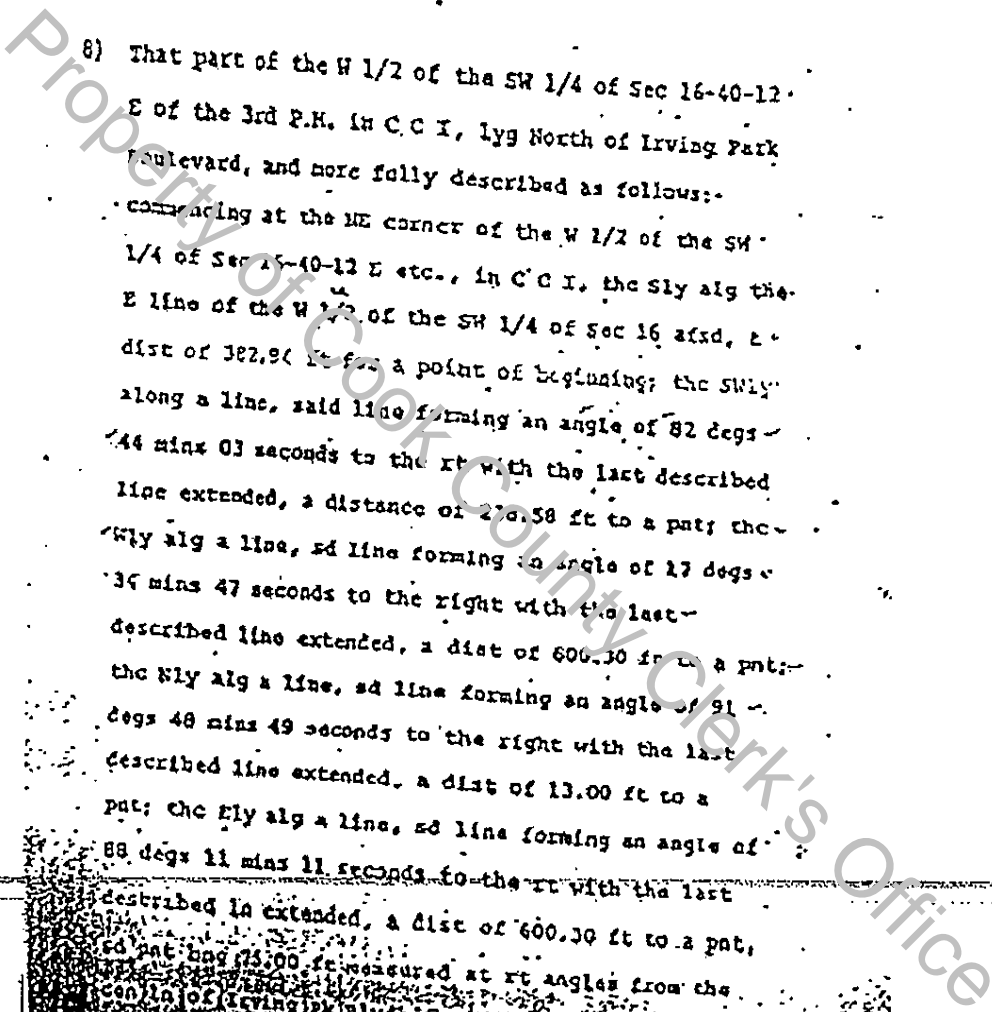 8) That part of the W 1/2 of the SW 1/4 of Sec 16-40-12
E of the 3rd P.M. in C C I, lyg North of Irving Park
Boulevard, and more fully described as follows:-
commencing at the NE corner of the W 1/2 of the SW
1/4 of Sec 16-40-12 E etc., in C C I, thc Sly alg the
E line of the W 1/2 of the SW 1/4 of Sec 16 afsd, a
dist of 382.94 ft for a point of beginning; thc SWly
along a line, said line forming an angle of 82 degs
44 mins 03 seconds to the rt with the last described
line extended, a distance of 58 ft to a pnt; thc
Wly alg a line, sd line forming an angle of 17 degs
36 mins 47 seconds to the right with the last
described line extended, a dist of 600.30 ft to a pnt;
thc Nly alg a line, sd line forming an angle of 91
degs 48 mins 49 seconds to the right with the last
described line extended, a dist of 13.00 ft to a
pnt; thc Ely alg a line, sd line forming an angle of
88 degs 11 mins 11 seconds to the rt with the last
described ln extended, a dist of 600.30 ft to a pnt,
sd pnt bng 75.00 ft measured at rt angles from the
of Irving
Property of Cook County Clerk's Office